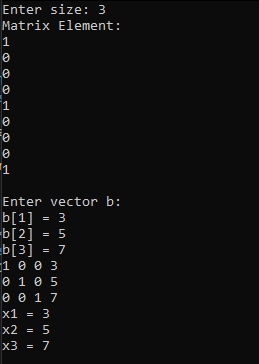 Enter size: 3
Matrix Element:
1
0
0
0
1
0
0
0
1
Enter vector b:
b[1] = 3
b[2] = 5
b[3] = 7
1 0 0 3
0 1 0 5
0 0 1 7
x1 = 3
x2 = 5
x3 = 7